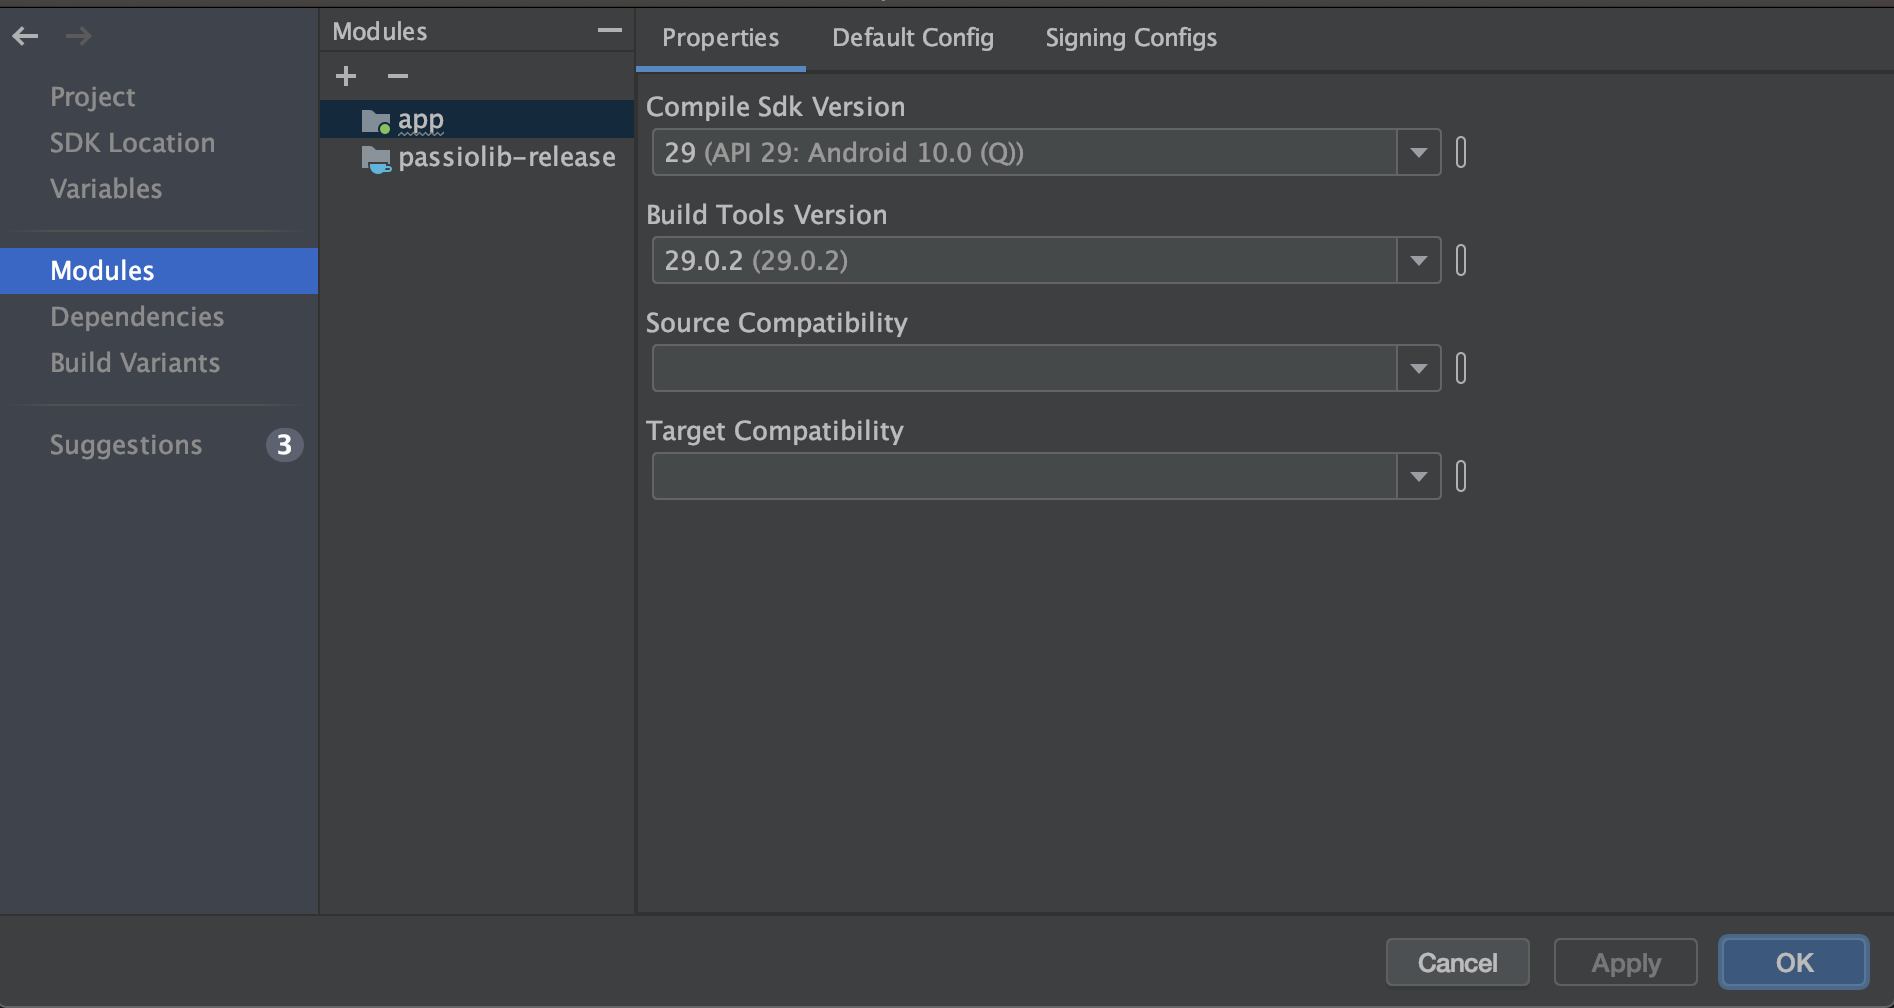 Project
SDK Location
Variables
Modules
Dependencies
Build Variants
Suggestions 3
Modules
app
passiolib-release
Properties Default Config Signing Configs
Compile Sdk Version
29 (API 29: Android 10.0 (Q))
Build Tools Version
29.0.2 (29.0.2)
Source Compatibility
Target Compatibility
Cancel Apply OK